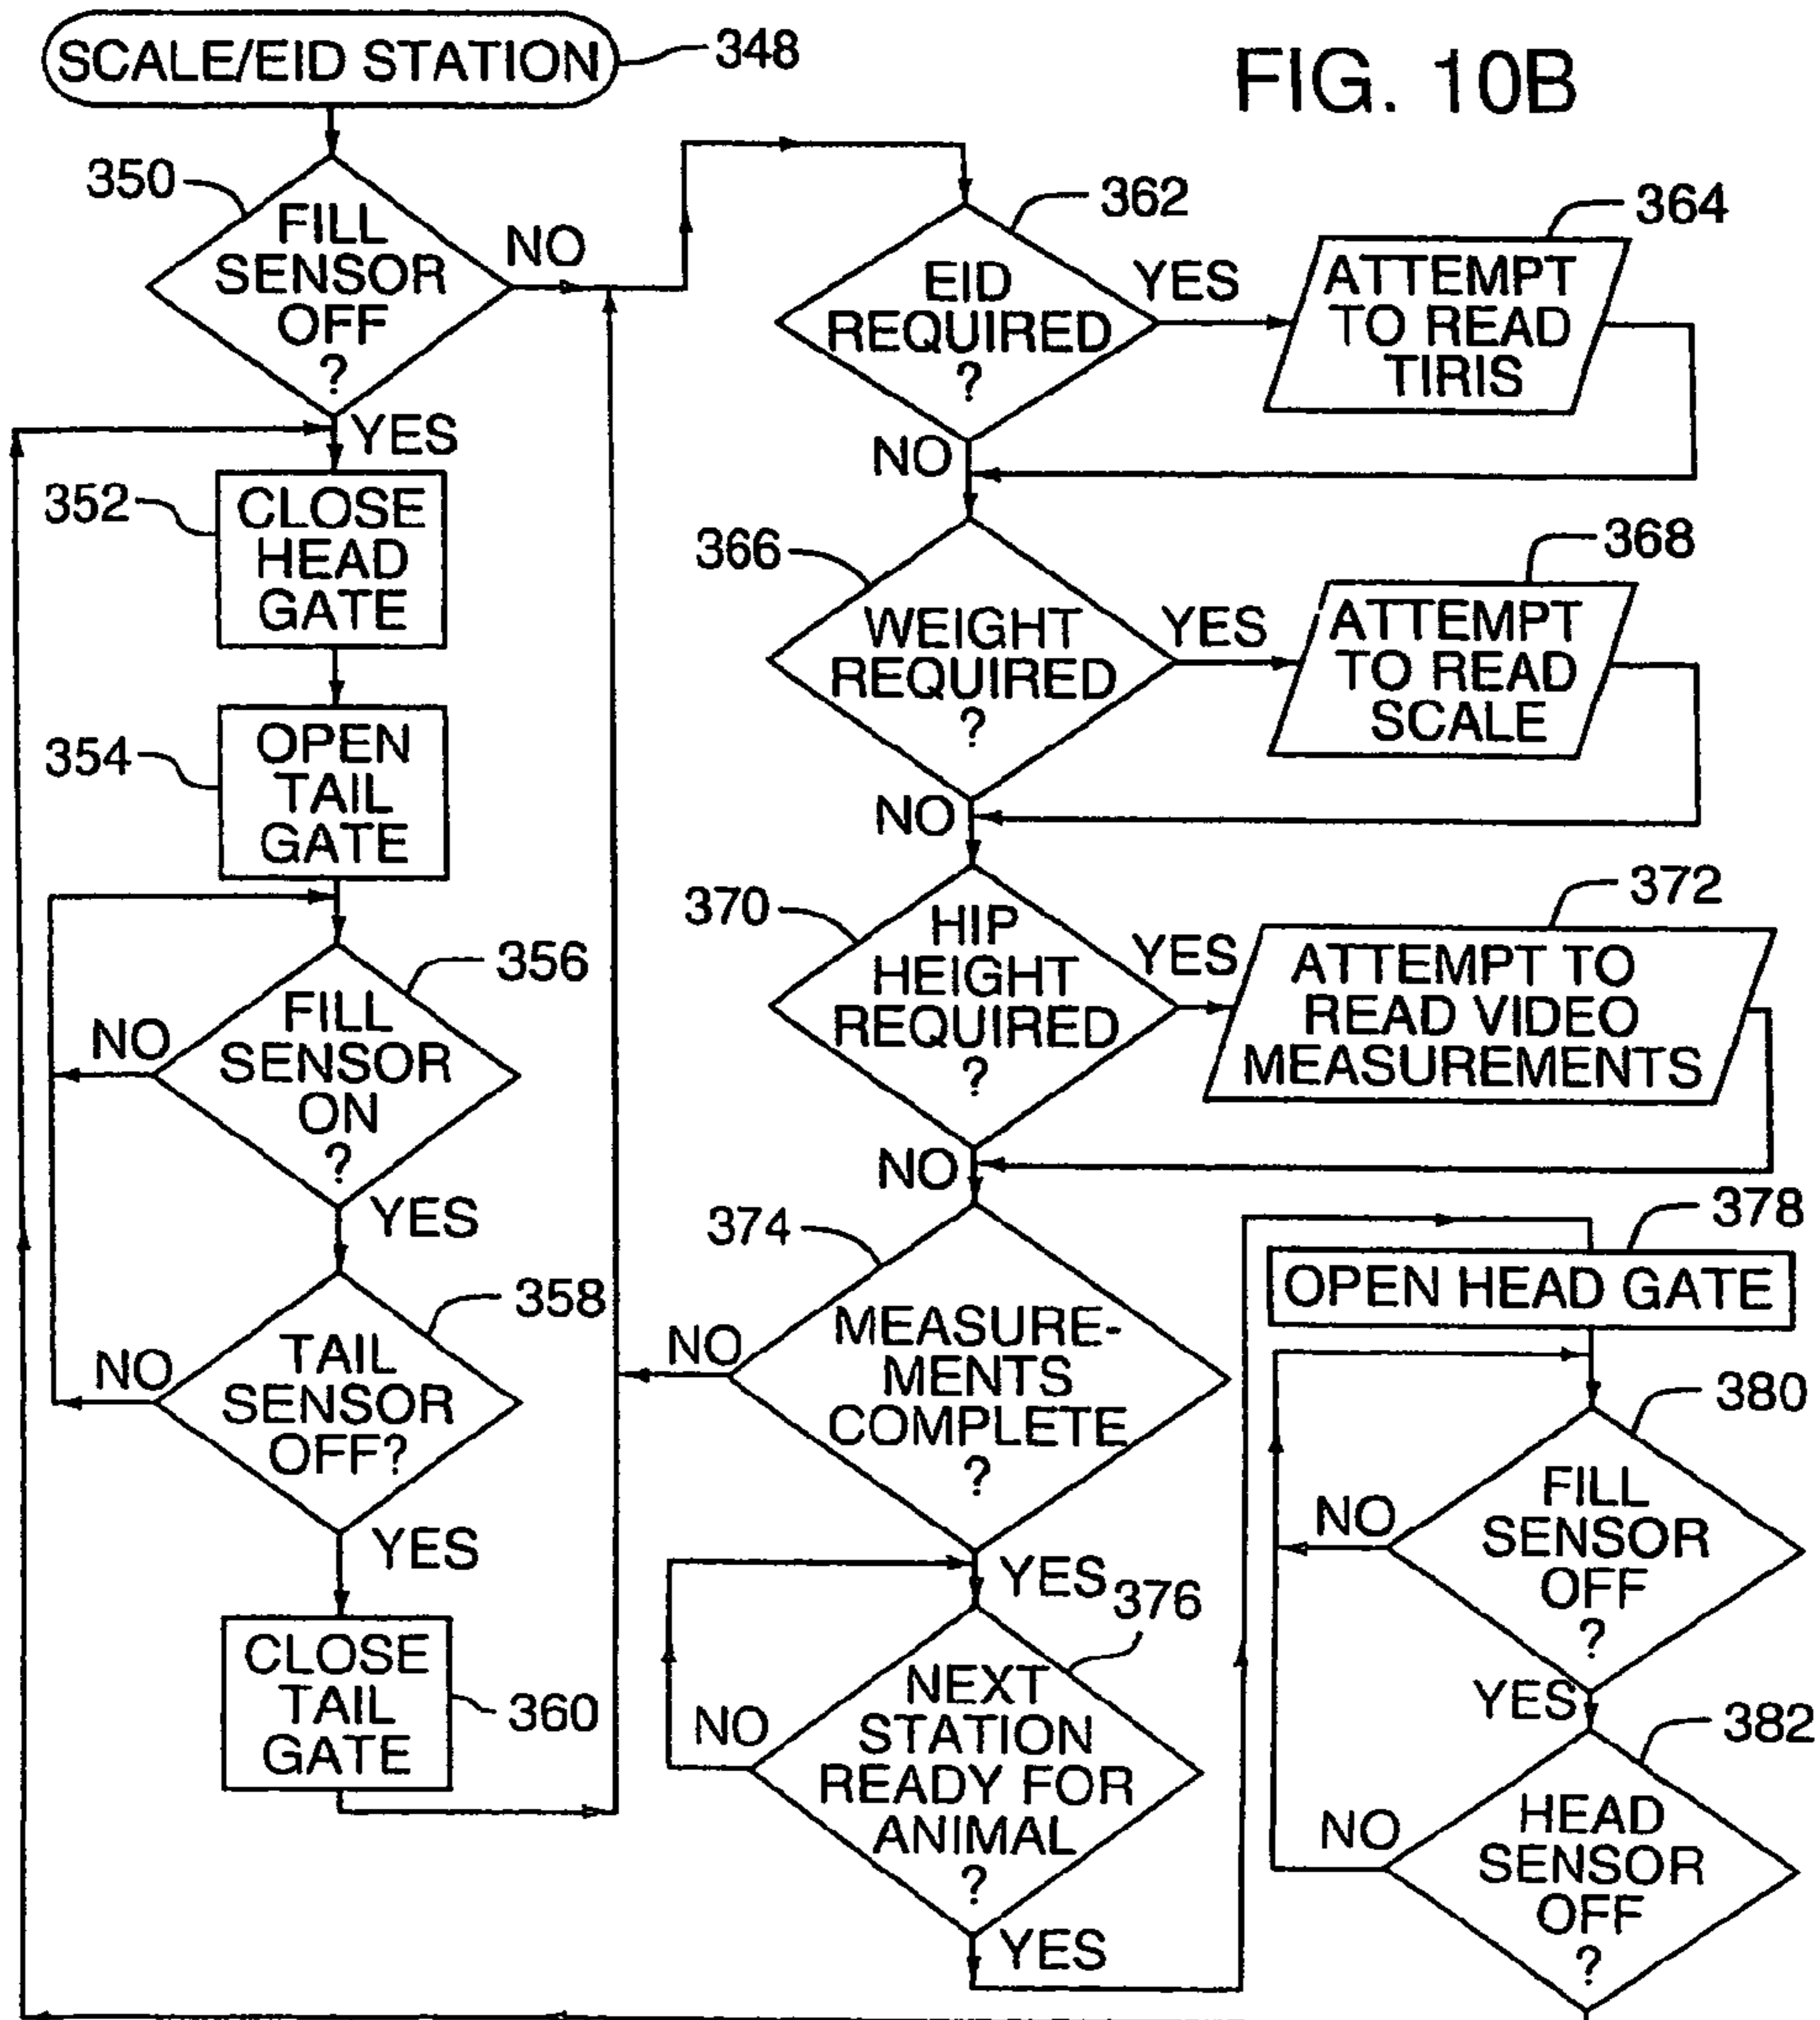 SCALE/EID STATION
348
FIG. 10B
350
FILL
SENSOR
OFF
?
NO
YES
352
CLOSE
HEAD
GATE
354
OPEN
TAIL
GATE
356
FILL
SENSOR
ON
?
NO
YES
358
TAIL
SENSOR
OFF?
NO
YES
CLOSE
TAIL
GATE
360
362
EID
REQUIRED
?
YES
NO
364
ATTEMPT
TO READ
TIRIS
366
WEIGHT
REQUIRED
?
YES
NO
368
ATTEMPT
TO READ
SCALE
370
HIP
HEIGHT
REQUIRED
?
YES
NO
372
ATTEMPT TO
READ VIDEO
MEASUREMENTS
374
MEASURE-
MENTS
COMPLETE
?
NO
YES
376
NEXT
STATION
READY FOR
ANIMAL
?
NO
YES
378
OPEN HEAD GATE
380
FILL
SENSOR
OFF
?
NO
YES
382
HEAD
SENSOR
OFF
?
NO